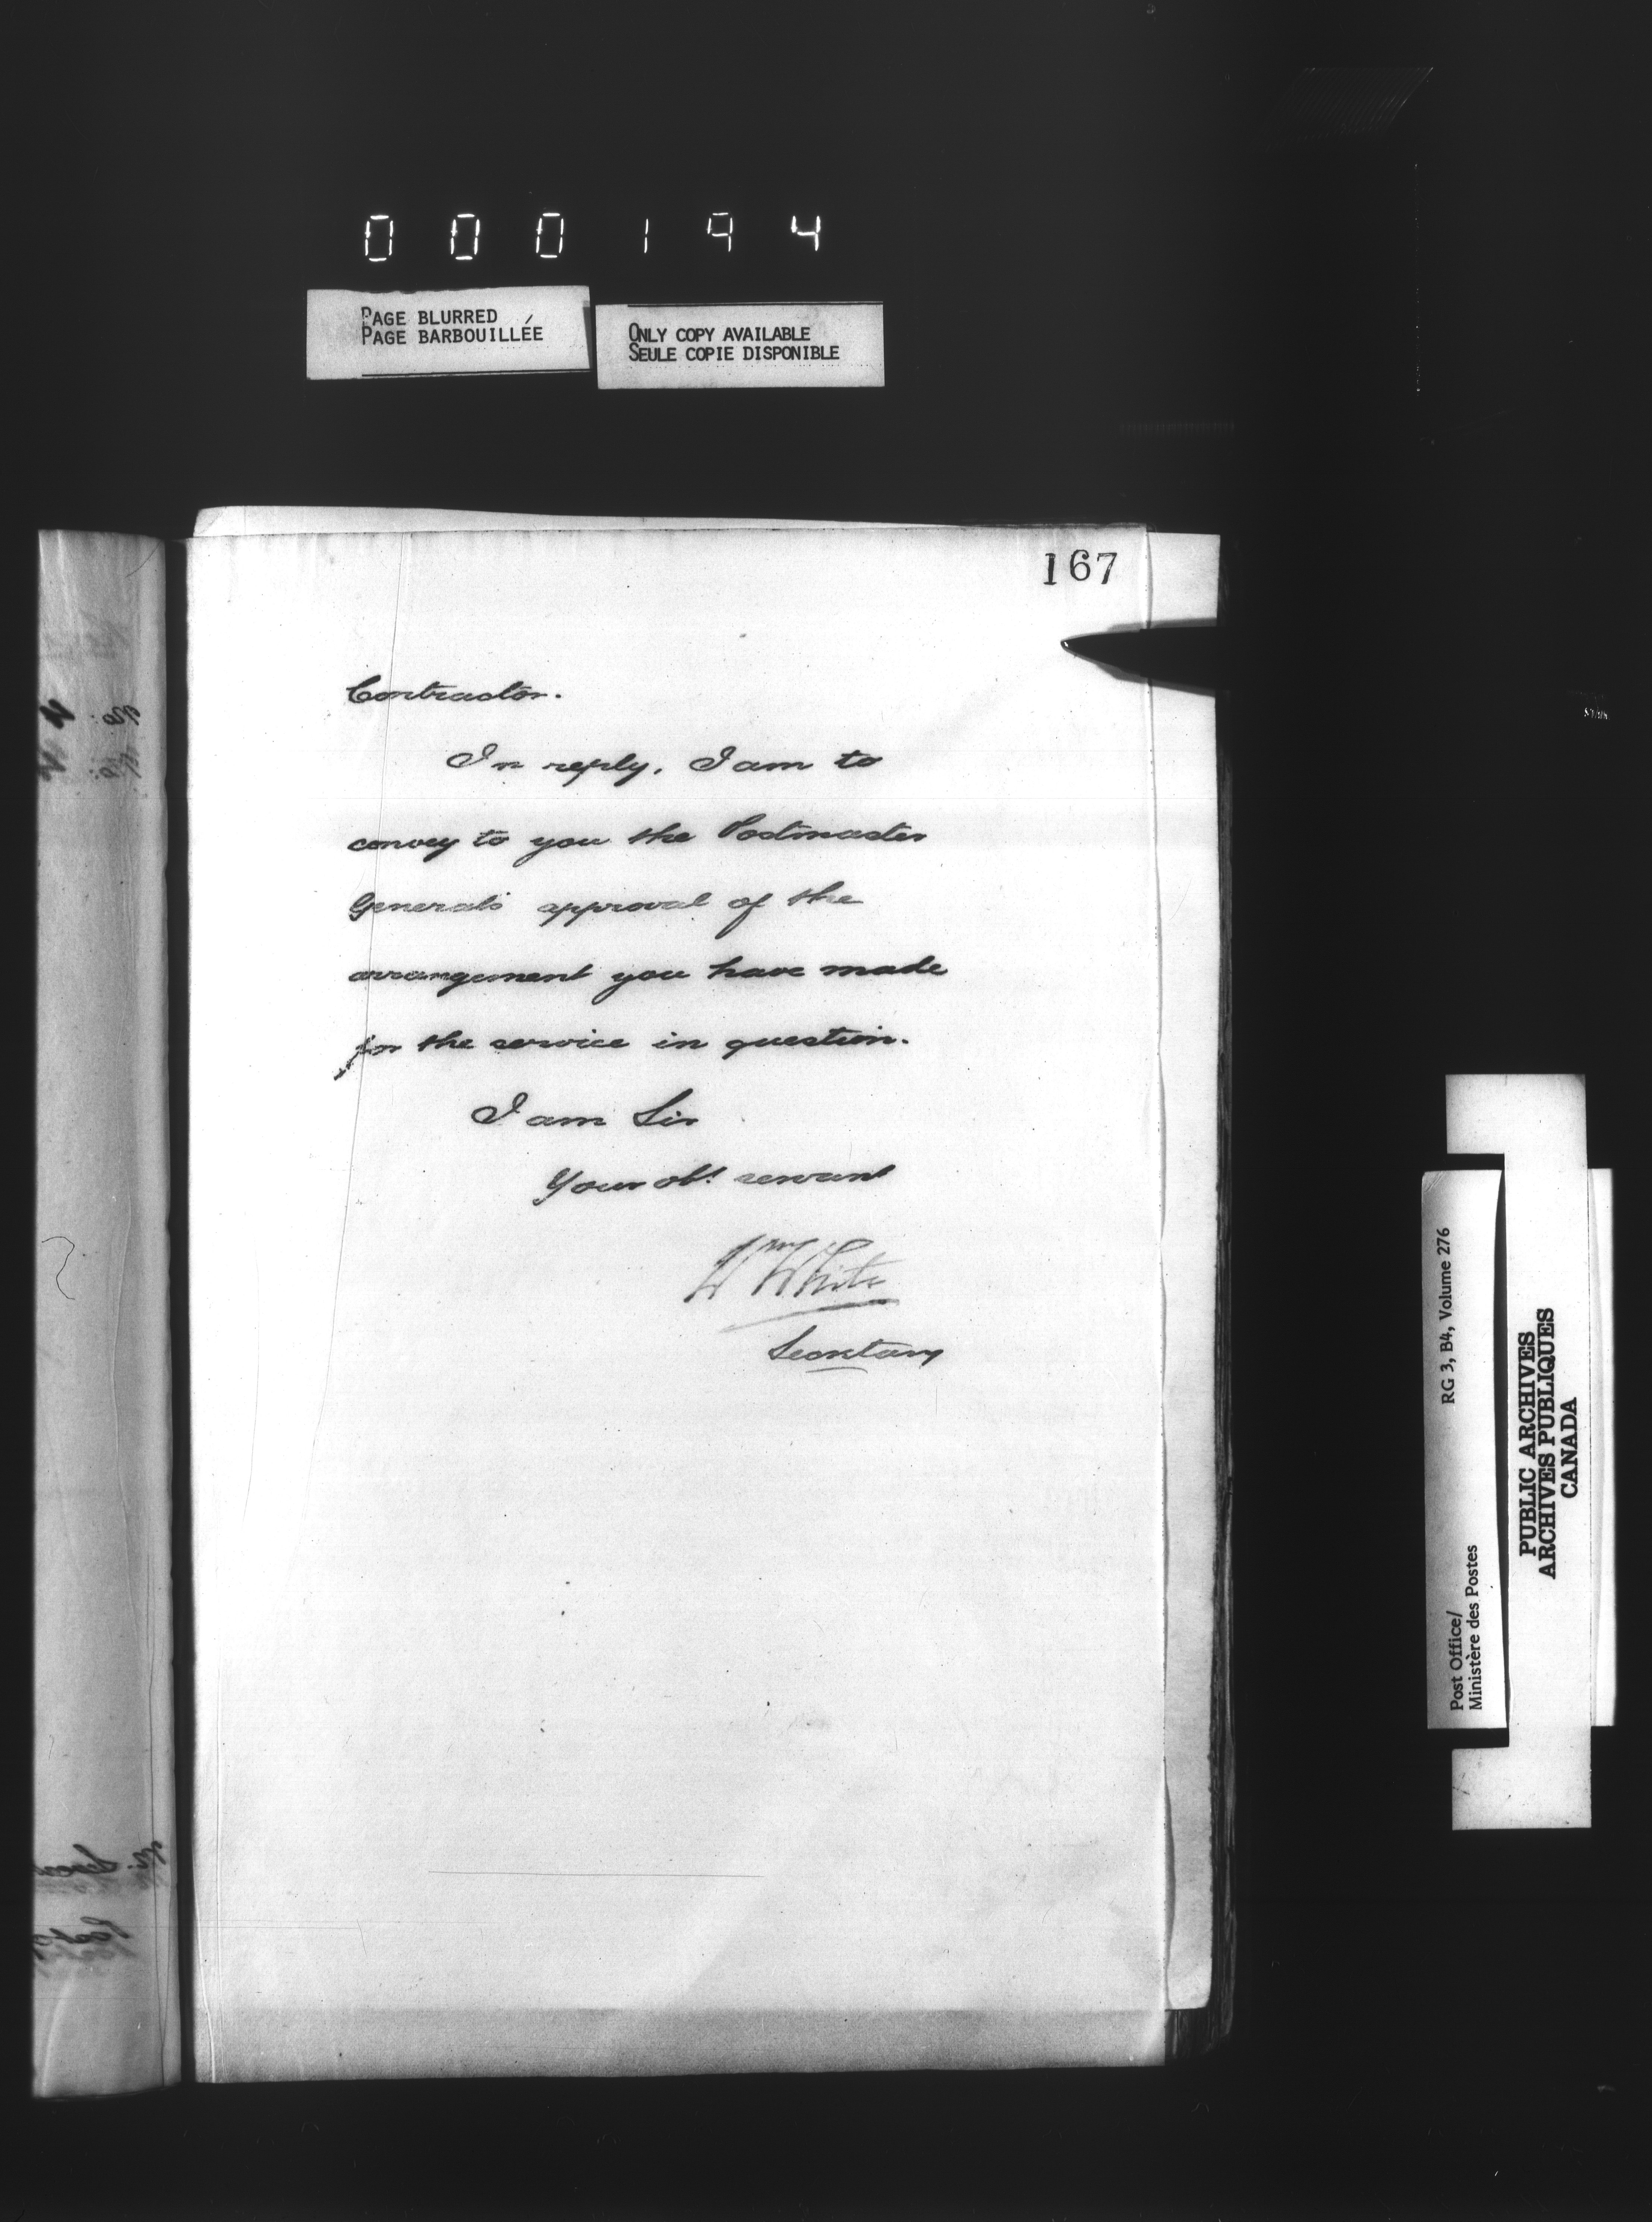 000194
PAGE BLURRED
PAGE BARBOUILLÉE
ONLY COPY AVAILABLE
SEULE COPIE DISPONIBLE
167
Contractor.
In reply, I am to
convey to you the Postmaster
General's approval of the
arrangement you have made
for the service in question.
I am Sir
Your obt. servant
Wm White
Secretary
Post Office/
Ministère des Postes
RG 3, B4, Volume 276
PUBLIC ARCHIVES
ARCHIVES PUBLIQUES
CANADA